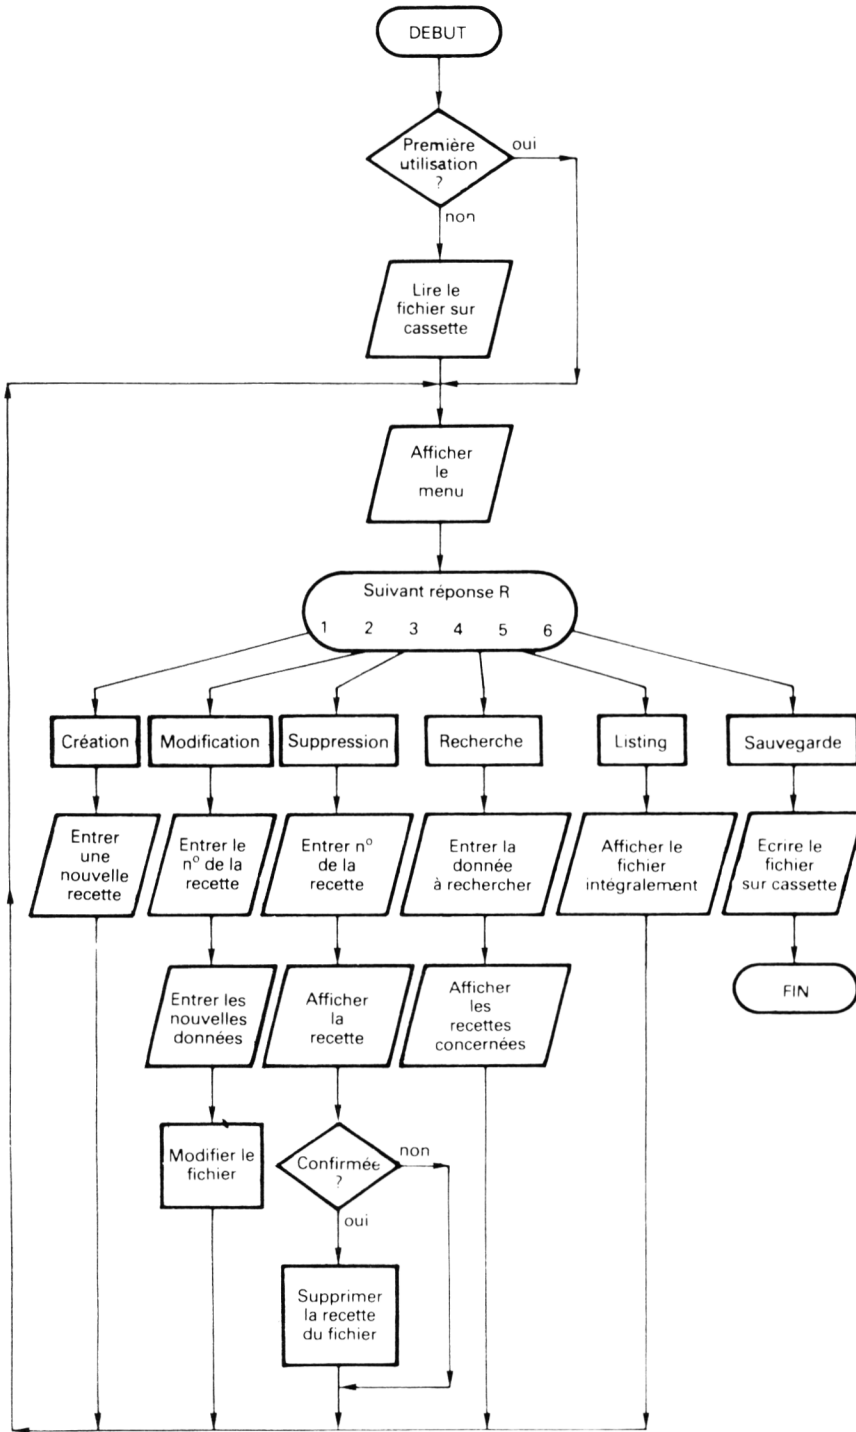 DEBUT
Première
utilisation
?
oui
non
Lire le
fichier sur
cassette
Afficher
le
menu
Suivant réponse R
1 2 3 4 5 6
Création
Modification
Suppression
Recherche
Listing
Sauvegarde
Entrer
une
nouvelle
recette
Entrer le
n° de la
recette
Entrer n°
de la
recette
Entrer la
donnée
à rechercher
Afficher le
fichier
intégralement
Ecrire le
fichier
sur cassette
Entrer les
nouvelles
données
Afficher
la
recette
Afficher
les
recettes
concernées
FIN
Modifier le
fichier
Confirmée
?
non
oui
Supprimer
la recette
du fichier